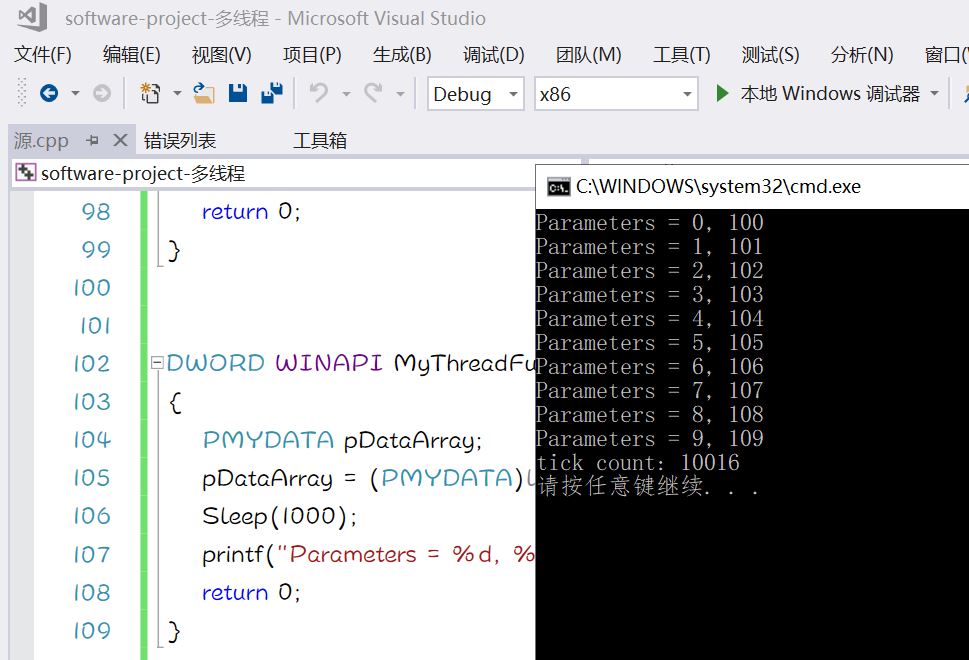 software-project-多线程 - Microsoft Visual Studio
文件(F) 编辑(E) 视图(V) 项目(P) 生成(B) 调试(D) 团队(M) 工具(T) 测试(S) 分析(N) 窗口(
Debug x86 本地 Windows 调试器
源.cpp 错误列表 工具箱
software-project-多线程
98 return 0;
99 }
100
101
102 DWORD WINAPI MyThreadFu
103 {
104 PMYDATA pDataArray;
105 pDataArray = (PMYDATA)
106 Sleep(1000);
107 printf("Parameters = %d, %
108 return 0;
109 }
C:\WINDOWS\system32\cmd.exe
Parameters = 0, 100
Parameters = 1, 101
Parameters = 2, 102
Parameters = 3, 103
Parameters = 4, 104
Parameters = 5, 105
Parameters = 6, 106
Parameters = 7, 107
Parameters = 8, 108
Parameters = 9, 109
tick count: 10016
请按任意键继续. . .